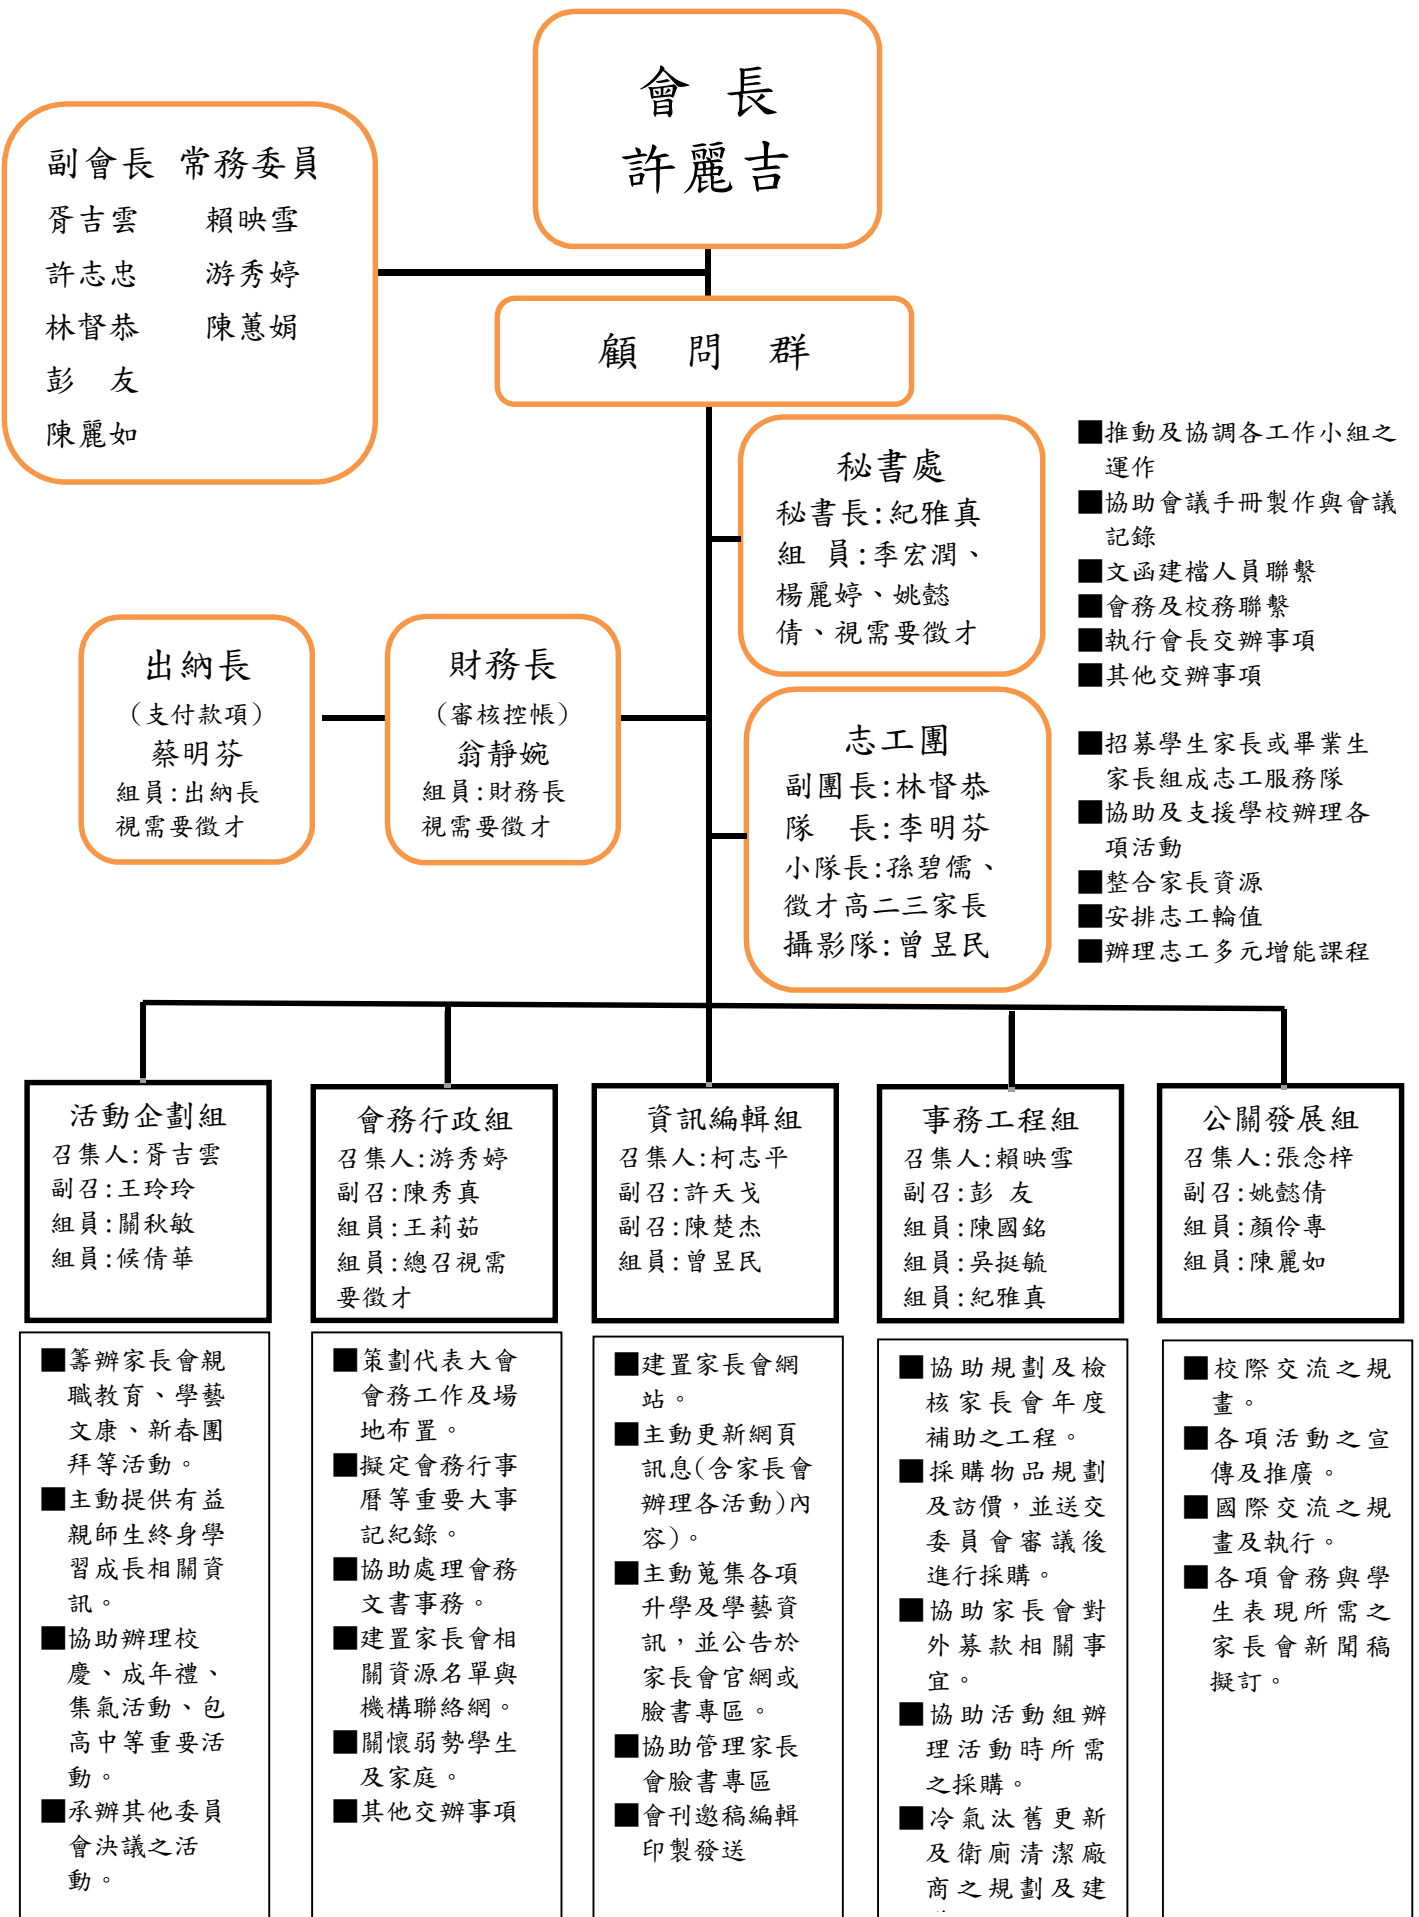 會 長
許麗吉
副會長 常務委員
胥吉雲 賴映雪
許志忠 游秀婷
林督恭 陳蕙娟
彭 友
陳麗如
顧 問 群
秘書處
秘書長:紀雅真
組 員:季宏潤、
楊麗婷、姚懿
倩、視需要徵才
■推動及協調各工作小組之
運作
■協助會議手冊製作與會議
記錄
■文函建檔人員聯繫
■會務及校務聯繫
■執行會長交辦事項
■其他交辦事項
出納長
(支付款項)
蔡明芬
組員:出納長
視需要徵才
財務長
(審核控帳)
翁靜婉
組員:財務長
視需要徵才
志工團
副團長:林督恭
隊 長:李明芬
小隊長:孫碧儒、
徵才高二三家長
攝影隊:曾昱民
■招募學生家長或畢業生
家長組成志工服務隊
■協助及支援學校辦理各
項活動
■整合家長資源
■安排志工輪值
■辦理志工多元增能課程
活動企劃組
召集人:胥吉雲
副召:王玲玲
組員:關秋敏
組員:候倩華
會務行政組
召集人:游秀婷
副召:陳秀真
組員:王莉茹
組員:總召視需
要徵才
資訊編輯組
召集人:柯志平
副召:許天戈
副召:陳楚杰
組員:曾昱民
事務工程組
召集人:賴映雪
副召:彭 友
組員:陳國銘
組員:吳挺毓
組員:紀雅真
公關發展組
召集人:張念梓
副召:姚懿倩
組員:顏伶專
組員:陳麗如
■籌辦家長會親
職教育、學藝
文康、新春團
拜等活動。
■主動提供有益
親師生終身學
習成長相關資
訊。
■協助辦理校
慶、成年禮、
集氣活動、包
高中等重要活
動。
■承辦其他委員
會決議之活
動。
■策劃代表大會
會務工作及場
地布置。
■擬定會務行事
曆等重要大事
記紀錄。
■協助處理會務
文書事務。
■建置家長會相
關資源名單與
機構聯絡網。
■關懷弱勢學生
及家庭。
■其他交辦事項
■建置家長會網
站。
■主動更新網頁
訊息(含家長會
辦理各活動)內
容)。
■主動蒐集各項
升學及學藝資
訊,並公告於
家長會官網或
臉書專區。
■協助管理家長
會臉書專區
■會刊邀稿編輯
印製發送
■協助規劃及檢
核家長會年度
補助之工程。
■採購物品規劃
及訪價,並送交
委員會審議後
進行採購。
■協助家長會對
外募款相關事
宜。
■協助活動組辦
理活動時所需
之採購。
■冷氣汰舊更新
及衛廁清潔廠
商之規劃及建
■校際交流之規
畫。
■各項活動之宣
傳及推廣。
■國際交流之規
畫及執行。
■各項會務與學
生表現所需之
家長會新聞稿
擬訂。